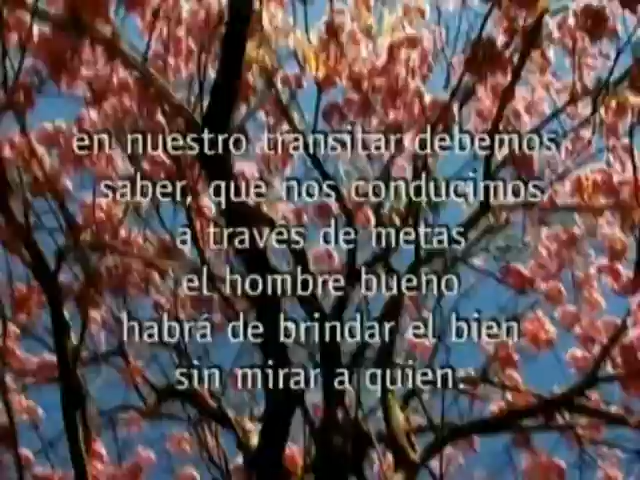 en nuestro transitar debemos,
saber, que nos conducimos
a través de metas
el hombre bueno
habrá de brindar el bien
sin mirar a quien.